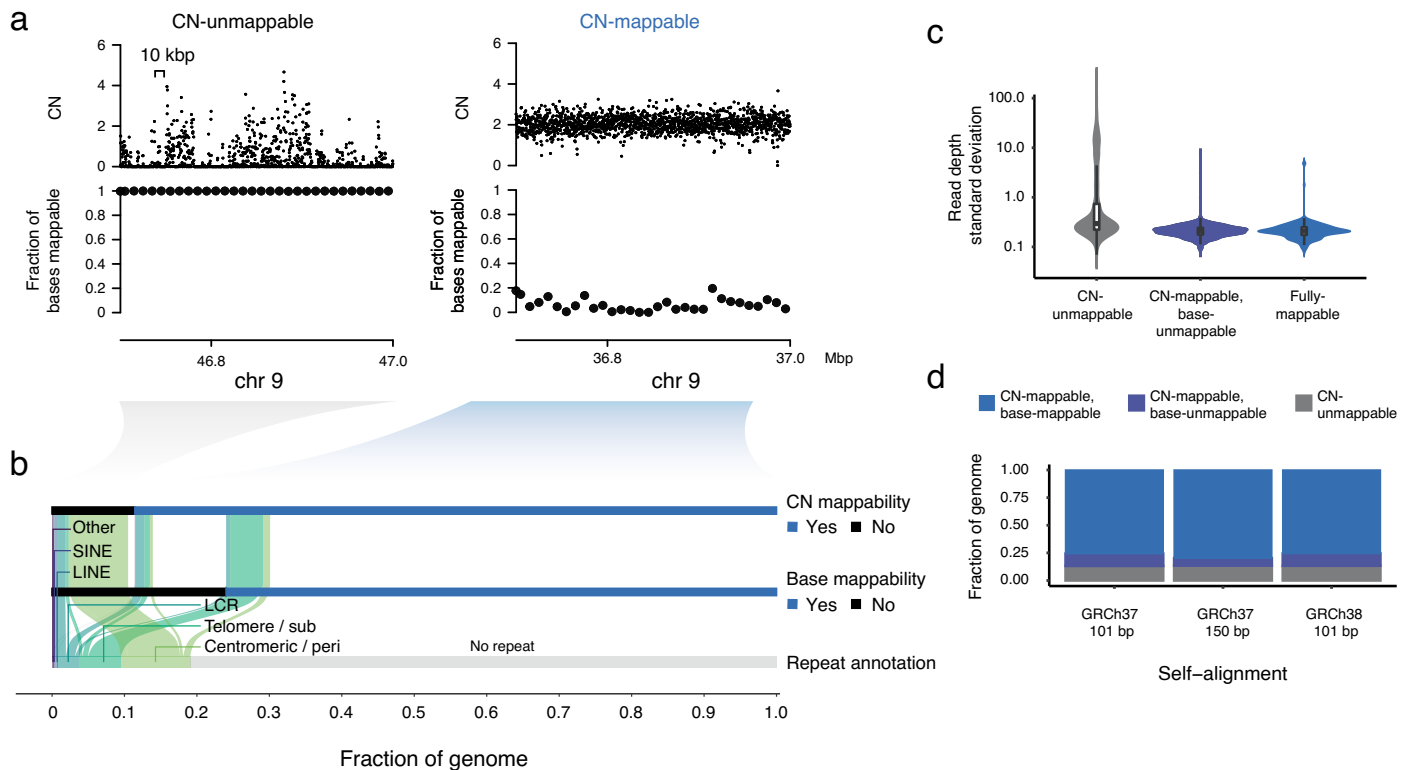 a
CN-unmappable
CN-mappable
CN
6
4
2
0
10 kbp
CN
6
4
2
0
Fraction of
bases mappable
1
0.8
0.6
0.4
0.2
0
Fraction of
bases mappable
1
0.8
0.6
0.4
0.2
0
46.8
47.0
chr 9
36.8
37.0
Mbp
chr 9
b
CN mappability
Yes
No
Other
SINE
LINE
Base mappability
Yes
No
LCR
Telomere / sub
Centromeric / peri
No repeat
Repeat annotation
0
0.1
0.2
0.3
0.4
0.5
0.6
0.7
0.8
0.9
1.0
Fraction of genome
c
Read depth
standard deviation
100.0
10.0
1.0
0.1
CN-
unmappable
CN-mappable,
base-
unmappable
Fully-
mappable
d
CN-mappable,
base-mappable
CN-mappable,
base-unmappable
CN-
unmappable
Fraction of genome
1.00
0.75
0.50
0.25
0.00
GRCh37
101 bp
GRCh37
150 bp
GRCh38
101 bp
Self–alignment